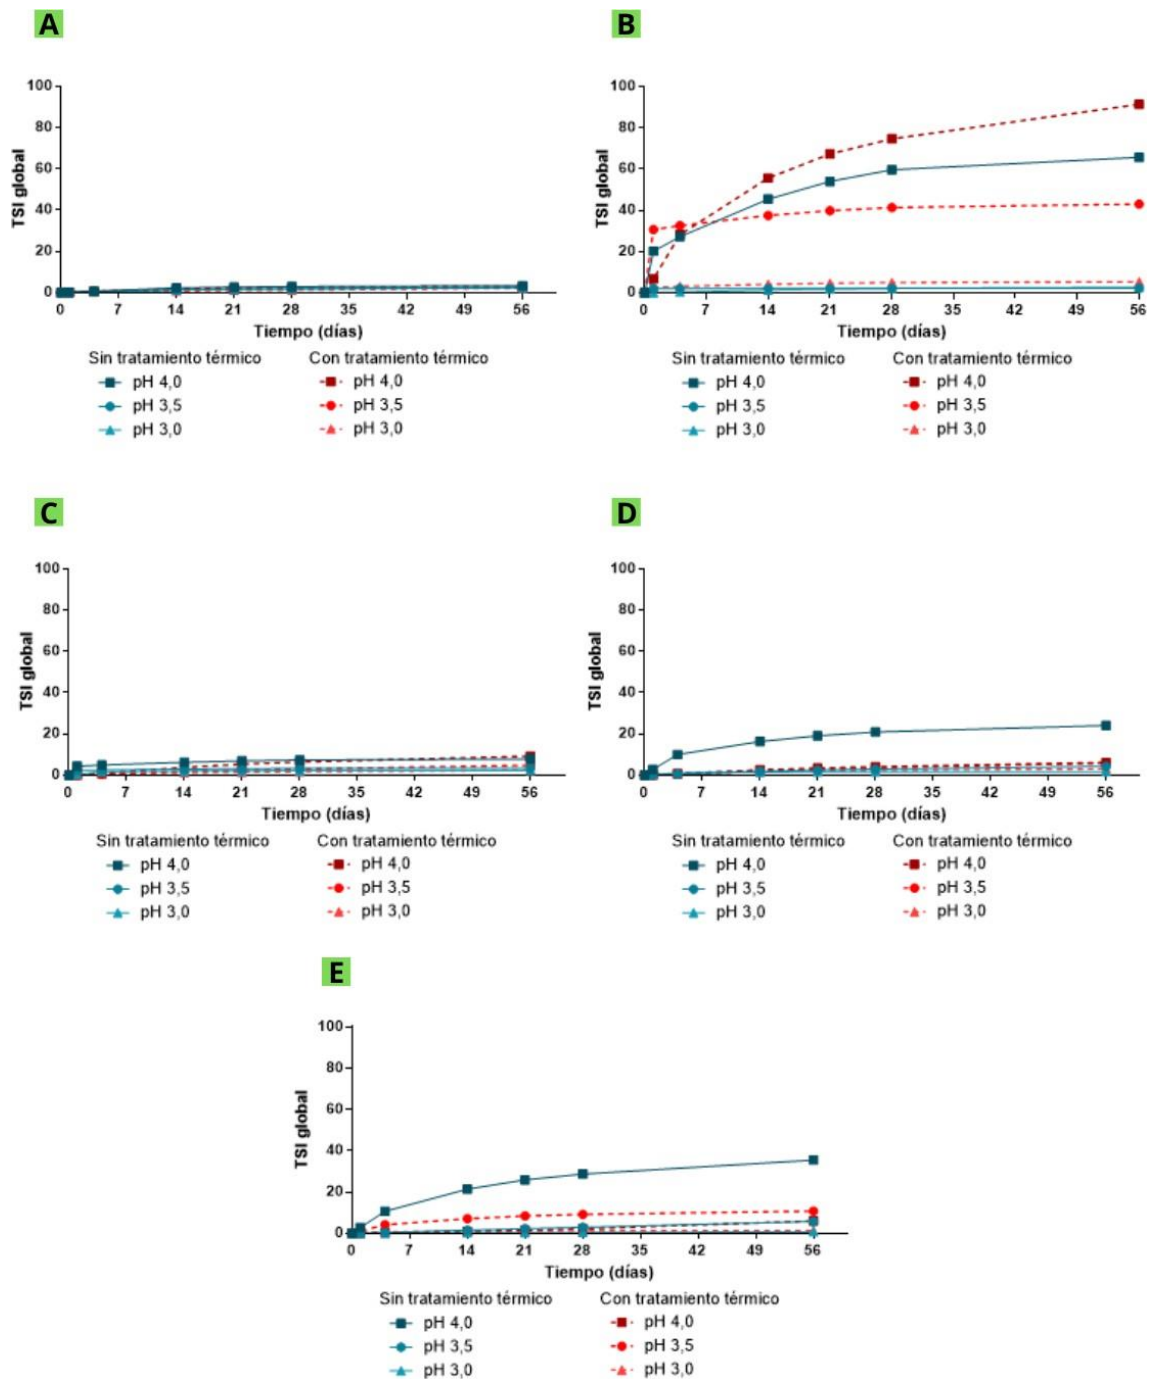 A
B
100
80
60
40
20
0
TSI global
0 7 14 21 28 35 42 49 56
Tiempo (días)
Sin tratamiento térmico Con tratamiento térmico
pH 4,0 pH 4,0
pH 3,5 pH 3,5
pH 3,0 pH 3,0
100
80
60
40
20
0
TSI global
0 7 14 21 28 35 42 49 56
Tiempo (días)
Sin tratamiento térmico Con tratamiento térmico
pH 4,0 pH 4,0
pH 3,5 pH 3,5
pH 3,0 pH 3,0
C
D
100
80
60
40
20
0
TSI global
0 7 14 21 28 35 42 49 56
Tiempo (días)
Sin tratamiento térmico Con tratamiento térmico
pH 4,0 pH 4,0
pH 3,5 pH 3,5
pH 3,0 pH 3,0
100
80
60
40
20
0
TSI global
0 7 14 21 28 35 42 49 56
Tiempo (días)
Sin tratamiento térmico Con tratamiento térmico
pH 4,0 pH 4,0
pH 3,5 pH 3,5
pH 3,0 pH 3,0
E
100
80
60
40
20
0
TSI global
0 7 14 21 28 35 42 49 56
Tiempo (días)
Sin tratamiento térmico Con tratamiento térmico
pH 4,0 pH 4,0
pH 3,5 pH 3,5
pH 3,0 pH 3,0